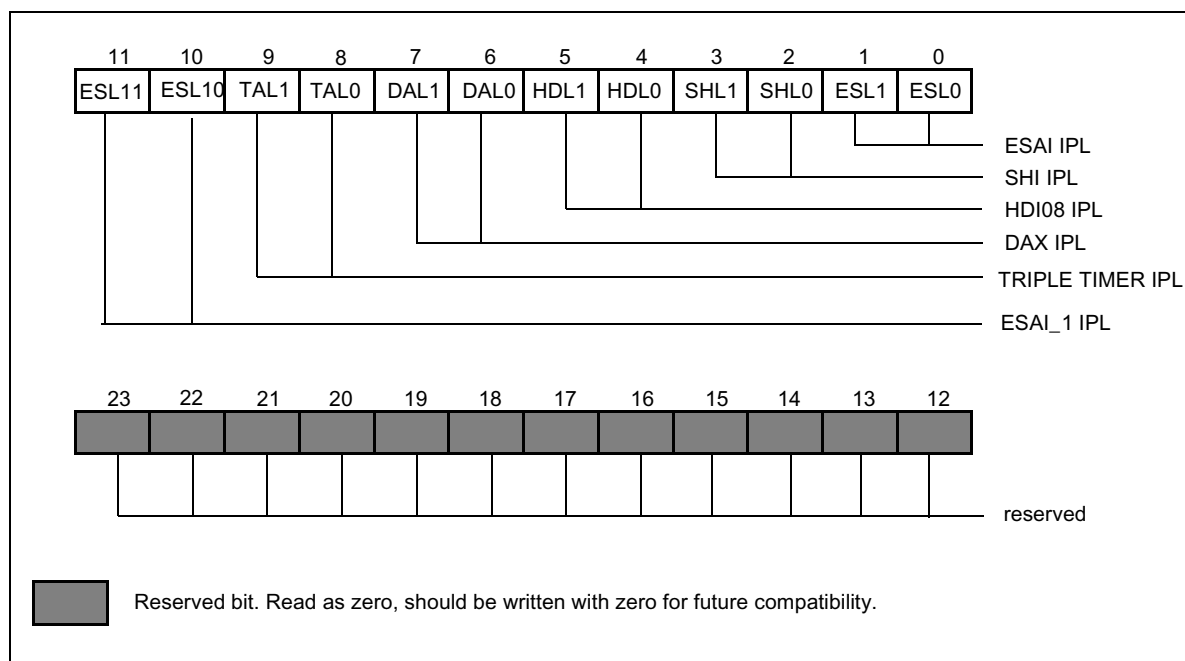 11 10 9 8 7 6 5 4 3 2 1 0
ESL11 ESL10 TAL1 TAL0 DAL1 DAL0 HDL1 HDL0 SHL1 SHL0 ESL1 ESL0
ESAI IPL
SHI IPL
HDI08 IPL
DAX IPL
TRIPLE TIMER IPL
ESAI_1 IPL
23 22 21 20 19 18 17 16 15 14 13 12
reserved
Reserved bit. Read as zero, should be written with zero for future compatibility.